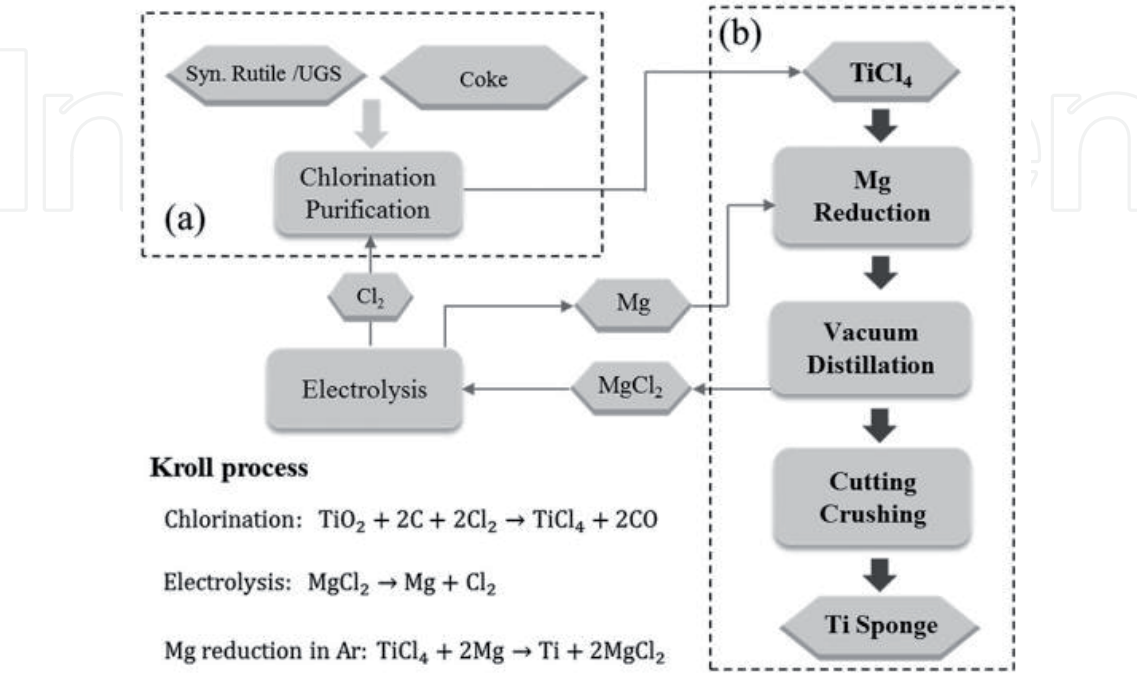 (b)
Syn. Rutile /UGS
Coke
TiCl₄
Chlorination
Purification
Mg
Reduction
(a)
Cl₂
Mg
Vacuum
Distillation
Electrolysis
MgCl₂
Kroll process
Cutting
Crushing
Chlorination: TiO₂ + 2C + 2Cl₂ → TiCl₄ + 2CO
Electrolysis: MgCl₂ → Mg + Cl₂
Ti Sponge
Mg reduction in Ar: TiCl₄ + 2Mg → Ti + 2MgCl₂